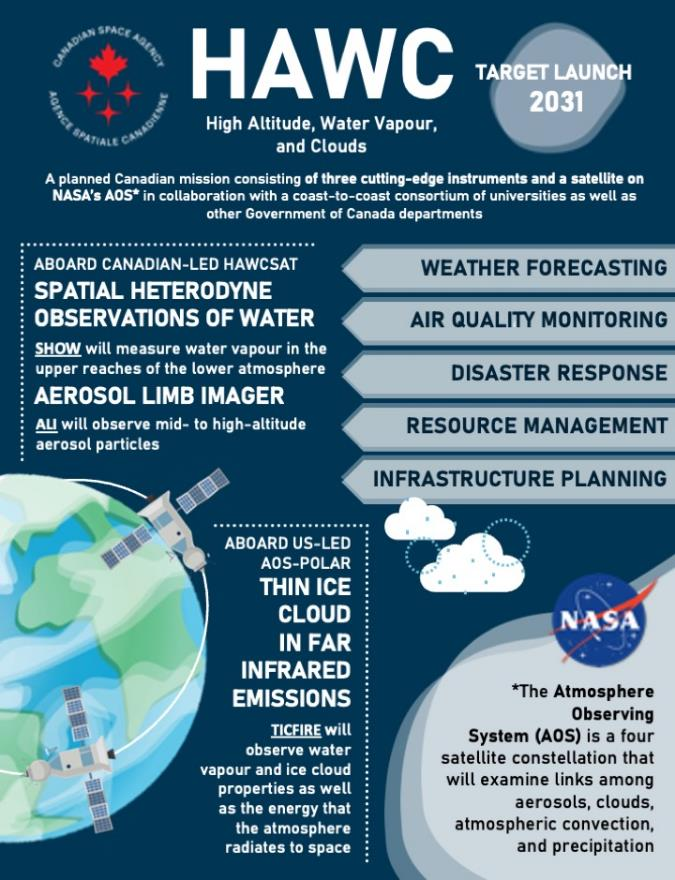 CANADIAN SPACE AGENCY
AGENCE SPATIALE CANADIENNE
HAWC
High Altitude, Water Vapour,
and Clouds
TARGET LAUNCH
2031
A planned Canadian mission consisting of three cutting-edge instruments and a satellite on
NASA's AOS* in collaboration with a coast-to-coast consortium of universities as well as
other Government of Canada departments
ABOARD CANADIAN-LED HAWCSAT
SPATIAL HETERODYNE
OBSERVATIONS OF WATER
SHOW will measure water vapour in the
upper reaches of the lower atmosphere
AEROSOL LIMB IMAGER
ALI will observe mid- to high-altitude
aerosol particles
WEATHER FORECASTING
AIR QUALITY MONITORING
DISASTER RESPONSE
RESOURCE MANAGEMENT
INFRASTRUCTURE PLANNING
ABOARD US-LED
AOS-POLAR
THIN ICE
CLOUD
IN FAR
INFRARED
EMISSIONS
TICFIRE will
observe water
vapour and ice cloud
properties as well
as the energy that
the atmosphere
radiates to space
NASA
*The Atmosphere
Observing
System (AOS) is a four
satellite constellation that
will examine links among
aerosols, clouds,
atmospheric convection,
and precipitation